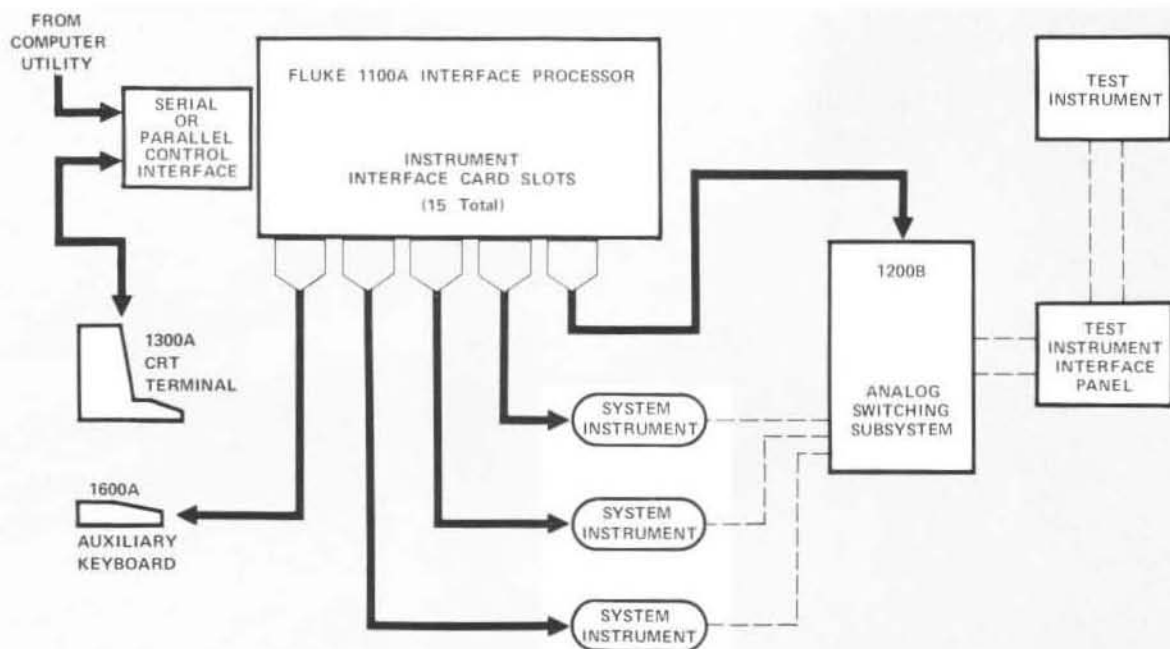 FROM
COMPUTER
UTILITY
SERIAL
OR
PARALLEL
CONTROL
INTERFACE
FLUKE 1100A INTERFACE PROCESSOR
INSTRUMENT
INTERFACE CARD SLOTS
(15 Total)
TEST
INSTRUMENT
1200B
ANALOG
SWITCHING
SUBSYSTEM
TEST
INSTRUMENT
INTERFACE
PANEL
1300A
CRT
TERMINAL
SYSTEM
INSTRUMENT
1600A
AUXILIARY
KEYBOARD
SYSTEM
INSTRUMENT
SYSTEM
INSTRUMENT